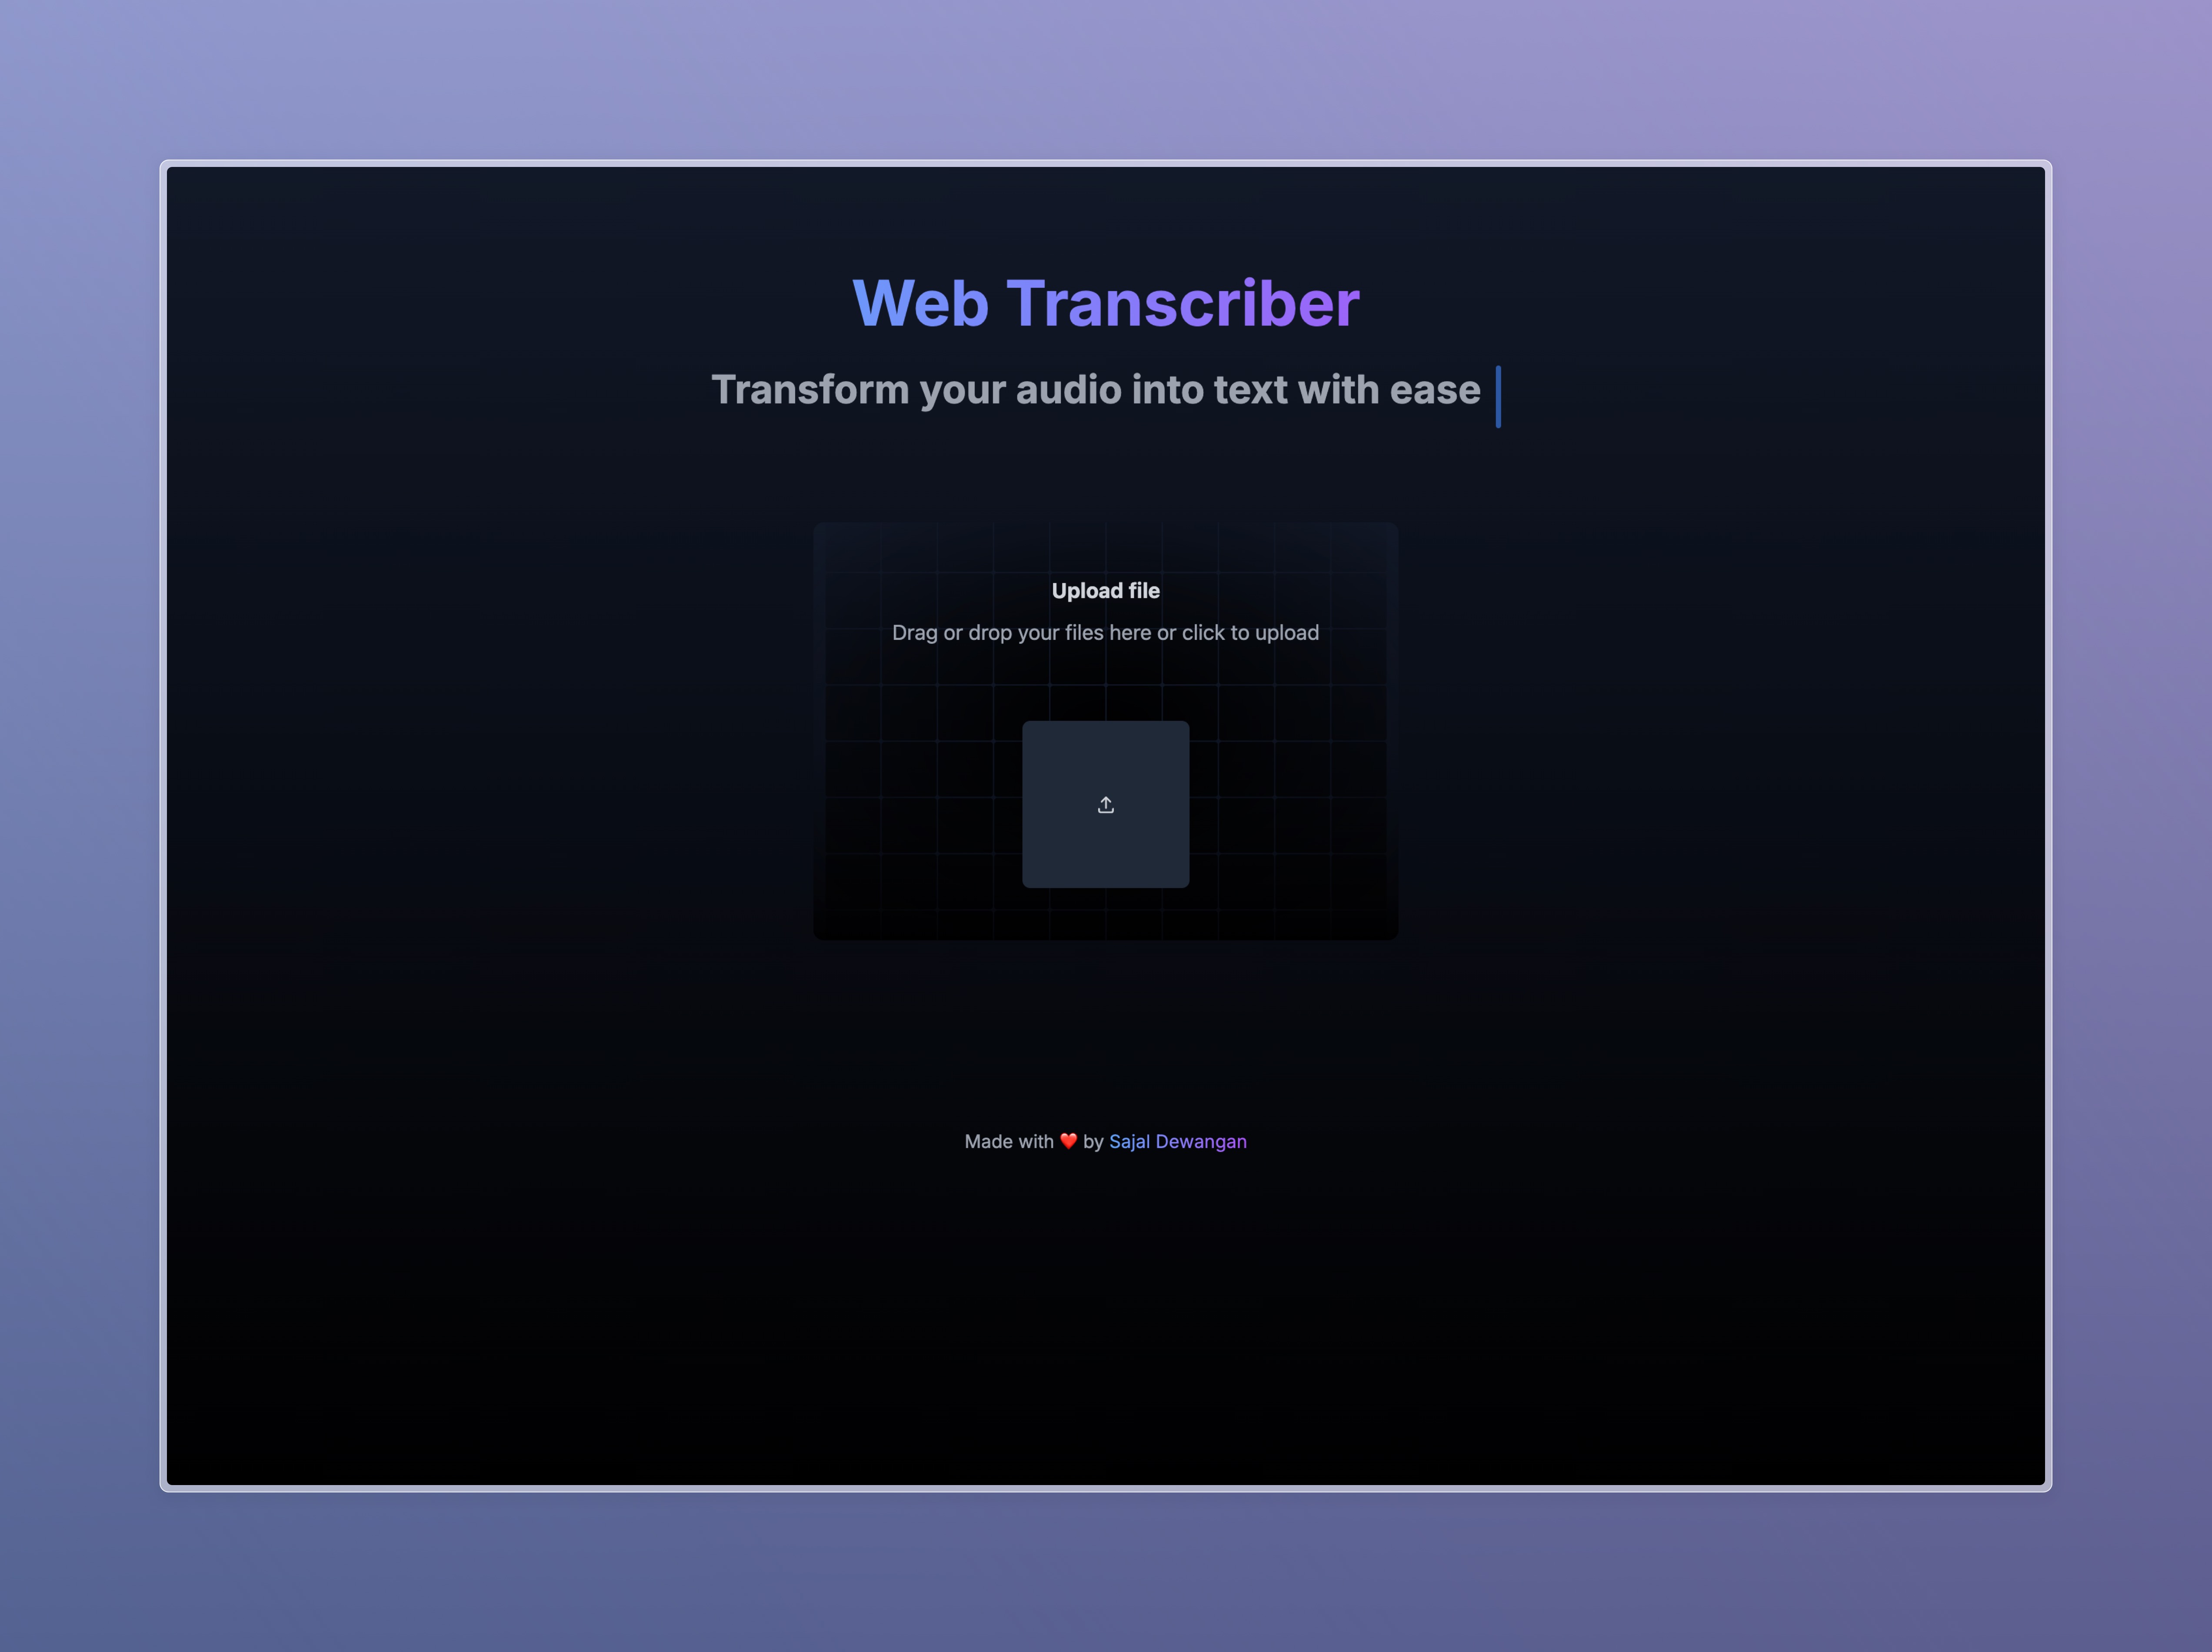 Web Transcriber
Transform your audio into text with ease
Upload file
Drag or drop your files here or click to upload
Made with ❤️ by Sajal Dewangan